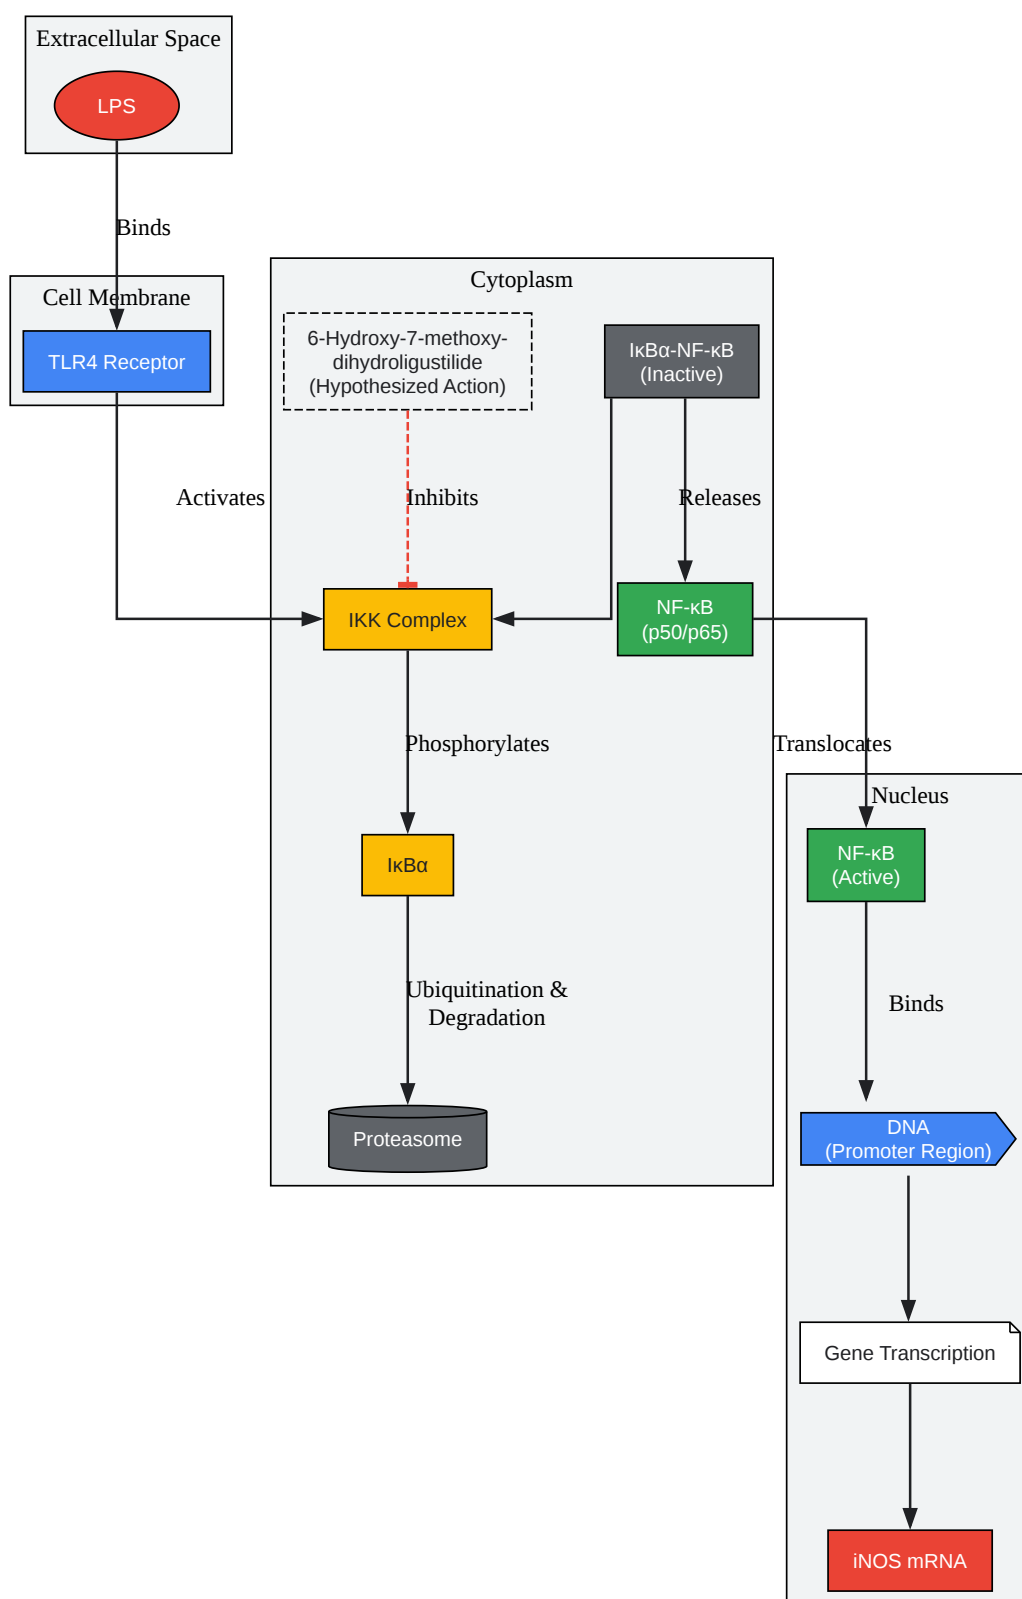 Extracellular Space
LPS
Binds
Cell Membrane
TLR4 Receptor
Activates
Cytoplasm
6-Hydroxy-7-methoxy-
dihydroligustilide
(Hypothesized Action)
IκBα-NF-κB
(Inactive)
Inhibits
Releases
IKK Complex
NF-κB
(p50/p65)
Phosphorylates
Translocates
IκBα
Ubiquitination &
Degradation
Proteasome
Nucleus
NF-κB
(Active)
Binds
DNA
(Promoter Region)
Gene Transcription
iNOS mRNA